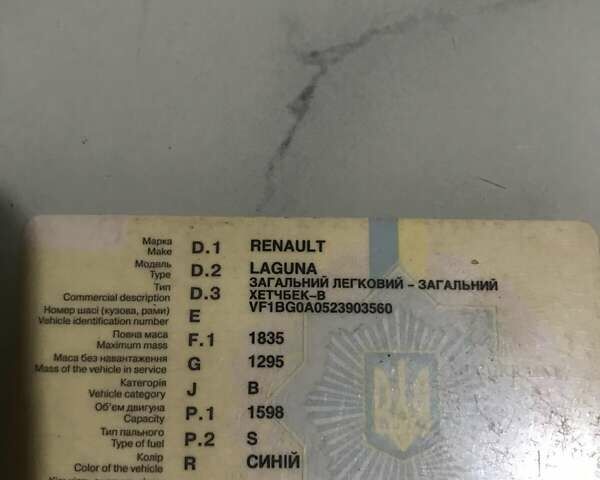 Марка D.1 RENAULT
Make
Модель D.2 LAGUNA
Type
Тип D.3 ЗАГАЛЬНИЙ ЛЕГКОВИЙ - ЗАГАЛЬНИЙ
Commercial description ХЕТЧБЕК-В
Номер шасі (кузова, рами) E VF1BG0A0523903560
Vehicle identification number
Повна маса F.1 1835
Maximum mass
Маса без навантаження G 1295
Mass of the vehicle in service
Категорія J B
Vehicle category
Об'єм двигуна P.1 1598
Capacity
Тип пального P.2 S
Type of fuel
Колір R СИНІЙ
Color of the vehicle